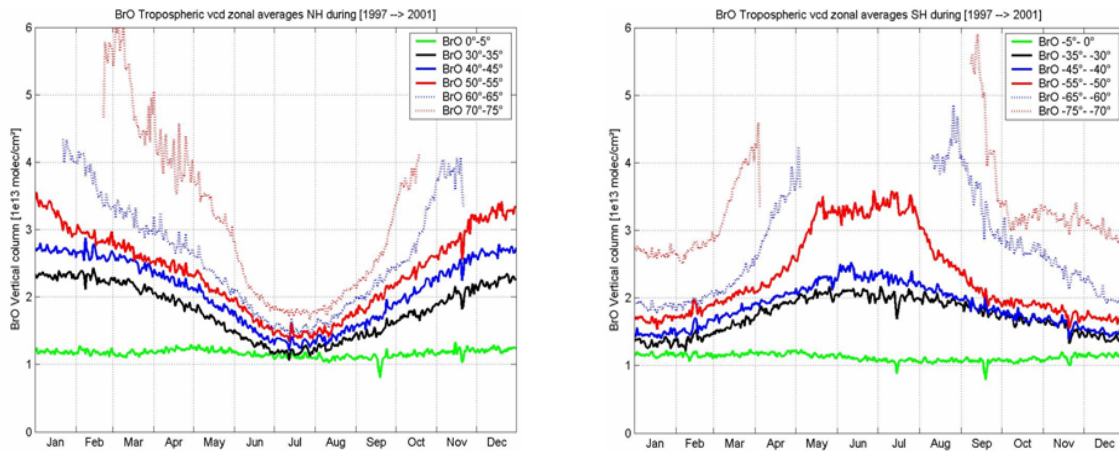 BrO Tropospheric vcd zonal averages NH during [1997 --> 2001]
BrO Vertical column [1e13 molec/cm²]
6
5
4
3
2
1
0
BrO 0°-5°
BrO 30°-35°
BrO 40°-45°
BrO 50°-55°
BrO 60°-65°
BrO 70°-75°
Jan Feb Mar Apr May Jun Jul Aug Sep Oct Nov Dec
BrO Tropospheric vcd zonal averages SH during [1997 --> 2001]
BrO Vertical column [1e13 molec/cm²]
6
5
4
3
2
1
0
BrO -5°- 0°
BrO -35°- -30°
BrO -45°- -40°
BrO -55°- -50°
BrO -65°- -60°
BrO -75°- -70°
Jan Feb Mar Apr May Jun Jul Aug Sep Oct Nov Dec